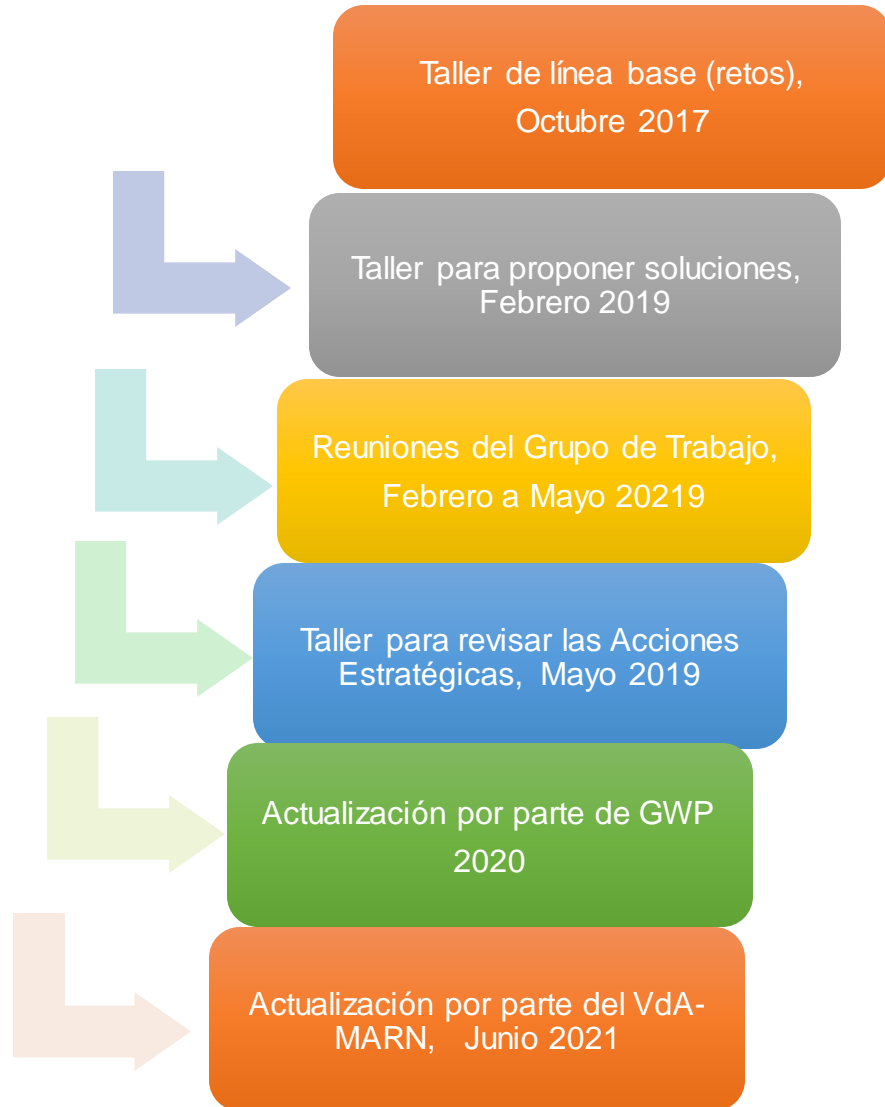 Taller de línea base (retos),
Octubre 2017
Taller para proponer soluciones,
Febrero 2019
Reuniones del Grupo de Trabajo,
Febrero a Mayo 20219
Taller para revisar las Acciones
Estratégicas, Mayo 2019
Actualización por parte de GWP
2020
Actualización por parte del VdA-
MARN, Junio 2021